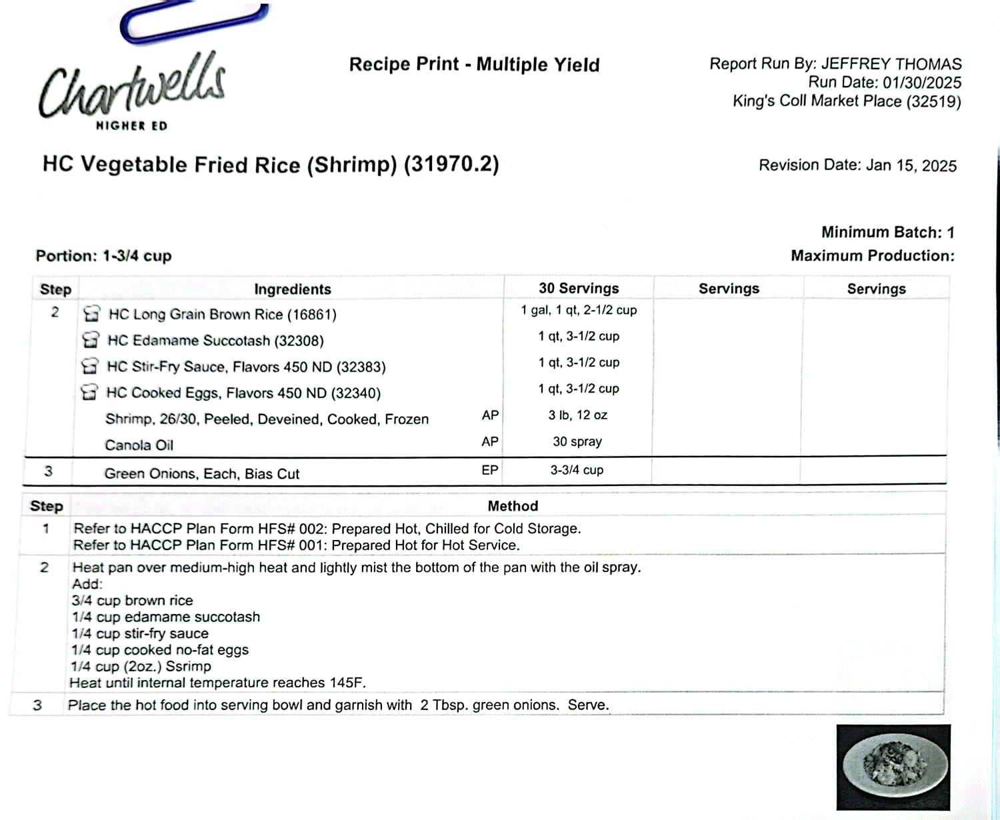 Chartwells
HIGHER ED
Recipe Print - Multiple Yield
Report Run By: JEFFREY THOMAS
Run Date: 01/30/2025
King's Coll Market Place (32519)
HC Vegetable Fried Rice (Shrimp) (31970.2)
Revision Date: Jan 15, 2025
Minimum Batch: 1
Portion: 1-3/4 cup
Maximum Production:
Step Ingredients 30 Servings Servings Servings
2 HC Long Grain Brown Rice (16861) 1 gal, 1 qt, 2-1/2 cup
HC Edamame Succotash (32308) 1 qt, 3-1/2 cup
HC Stir-Fry Sauce, Flavors 450 ND (32383) 1 qt, 3-1/2 cup
HC Cooked Eggs, Flavors 450 ND (32340) 1 qt, 3-1/2 cup
Shrimp, 26/30, Peeled, Deveined, Cooked, Frozen AP 3 lb, 12 oz
Canola Oil AP 30 spray
3 Green Onions, Each, Bias Cut EP 3-3/4 cup
Step Method
1 Refer to HACCP Plan Form HFS# 002: Prepared Hot, Chilled for Cold Storage.
Refer to HACCP Plan Form HFS# 001: Prepared Hot for Hot Service.
2 Heat pan over medium-high heat and lightly mist the bottom of the pan with the oil spray.
Add:
3/4 cup brown rice
1/4 cup edamame succotash
1/4 cup stir-fry sauce
1/4 cup cooked no-fat eggs
1/4 cup (2oz.) Ssrimp
Heat until internal temperature reaches 145F.
3 Place the hot food into serving bowl and garnish with 2 Tbsp. green onions. Serve.